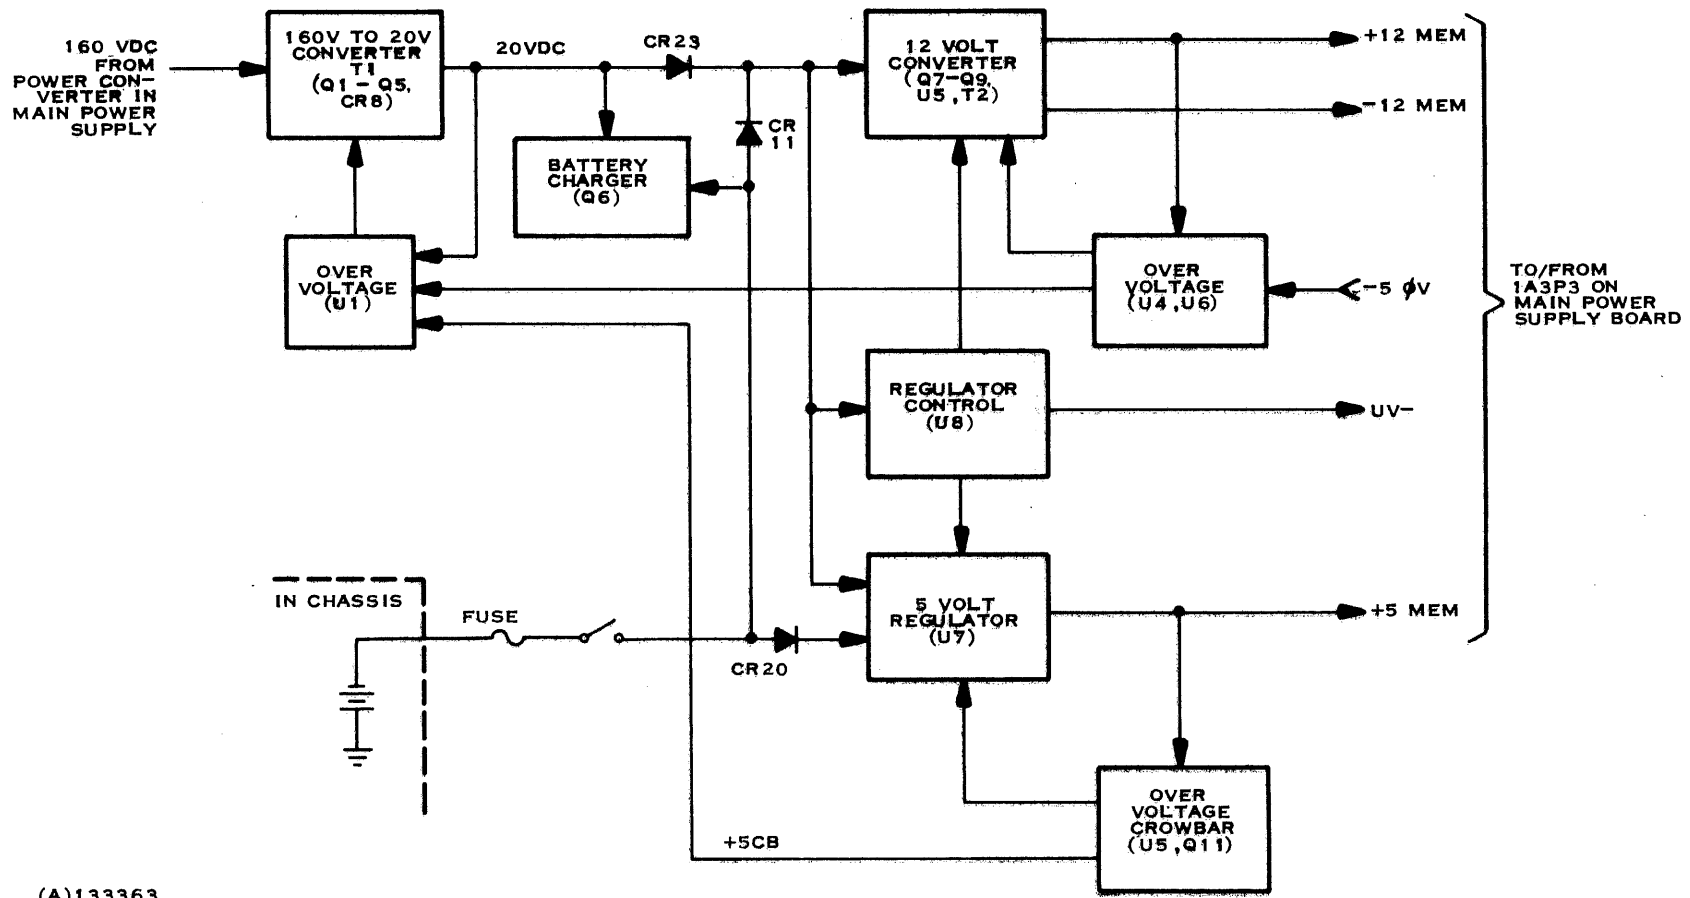 160 VDC
FROM
POWER CON-
VERTER IN
MAIN POWER
SUPPLY
160V TO 20V
CONVERTER
T1
(Q1-Q5,
CR8)
20VDC
CR23
12 VOLT
CONVERTER
(Q7-Q9,
U5,T2)
+12 MEM
-12 MEM
CR
11
BATTERY
CHARGER
(Q6)
OVER
VOLTAGE
(U1)
OVER
VOLTAGE
(U4,U6)
-5 ϕV
TO/FROM
1A3P3 ON
MAIN POWER
SUPPLY BOARD
REGULATOR
CONTROL
(U8)
UV-
IN CHASSIS
FUSE
CR20
5 VOLT
REGULATOR
(U7)
+5 MEM
+5CB
OVER
VOLTAGE
CROWBAR
(U5,Q11)
(A)133363